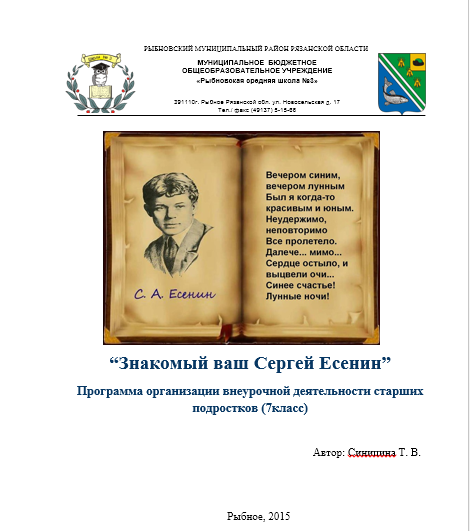 РЫБНОВСКИЙ МУНИЦИПАЛЬНЫЙ РАЙОН РЯЗАНСКОЙ ОБЛАСТИ
МУНИЦИПАЛЬНОЕ БЮДЖЕТНОЕ
ОБЩЕОБРАЗОВАТЕЛЬНОЕ УЧРЕЖДЕНИЕ
«Рыбновская средняя школа №3»
391110г. Рыбное Рязанской обл. ул. Новосельская д. 17
Тел./ факс (49137) 5-15-66
Вечером синим,
вечером лунным
Был я когда-то
красивым и юным.
Неудержимо,
неповторимо
Все пролетело.
Далече... мимо...
Сердце остыло, и
выцвели очи...
Синее счастье!
Лунные ночи!
С. А. Есенин
“Знакомый ваш Сергей Есенин”
Программа организации внеурочной деятельности старших
подростков (7класс)
Автор: Синицина Т. В.
Рыбное, 2015